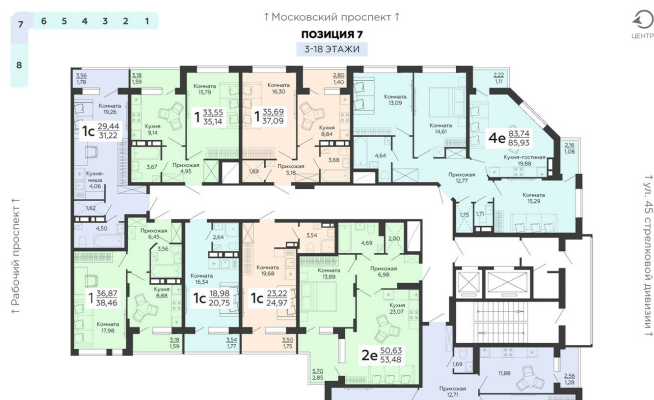 7 6 5 4 3 2 1
8
↑ Московский проспект ↑
ПОЗИЦИЯ 7
3-18 ЭТАЖИ
ЦЕНТР
↑ Рабочий проспект ↑
↑ ул. 45 стрелковой дивизии ↑
3,56
1,78
Комната
19,26
1с 29,44
31,22
Кухня-
ниша
4,06
1,62
4,50
3,18
1,59
Кухня
9,14
Комната
15,79
1 33,55
35,14
3,67
Прихожая
4,95
Комната
16,30
2,80
1,40
1 35,69
37,09
Кухня
8,84
1,69
Прихожая
5,18
3,68
Комната
13,09
Комната
14,61
2,22
1,11
4е 83,74
85,93
Кухня-гостиная
19,88
2,16
1,08
4,64
Прихожая
12,77
Комната
15,29
1,75
1,71
Прихожая
6,45
3,56
1 36,87
38,46
Кухня
8,88
Комната
17,98
3,18
1,59
2,64
Комната
16,34
1с 18,98
20,75
3,54
1,77
3,54
Комната
19,68
1с 23,22
24,97
3,50
1,75
4,69
2,00
Комната
13,89
Прихожая
6,98
Кухня
23,07
2е 50,63
53,48
5,70
2,85
1,69
11,88
Прихожая
12,71
2,56
1,28